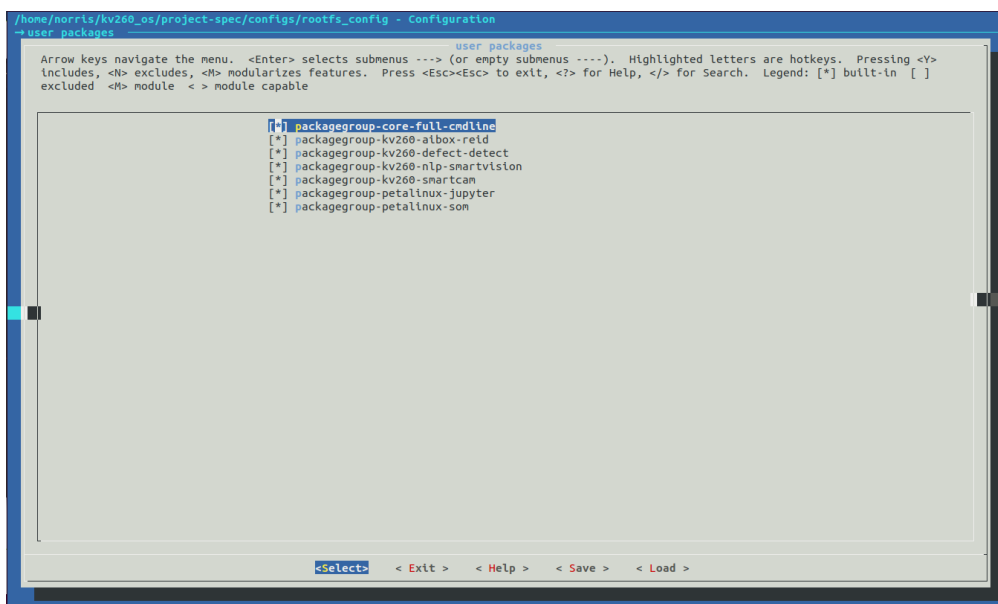 /home/norris/kv260_os/project-spec/configs/rootfs_config - Configuration
→ user packages
user packages
Arrow keys navigate the menu. <Enter> selects submenus ---> (or empty submenus ----). Highlighted letters are hotkeys. Pressing <Y>
includes, <N> excludes, <M> modularizes features. Press <Esc><Esc> to exit, <?> for Help, </> for Search. Legend: [*] built-in [ ]
excluded <M> module < > module capable
[*] packagegroup-core-full-cmdline
[*] packagegroup-kv260-aibox-reid
[*] packagegroup-kv260-defect-detect
[*] packagegroup-kv260-nlp-smartvision
[*] packagegroup-kv260-smartcam
[*] packagegroup-petalinux-jupyter
[*] packagegroup-petalinux-som
<Select> < Exit > < Help > < Save > < Load >